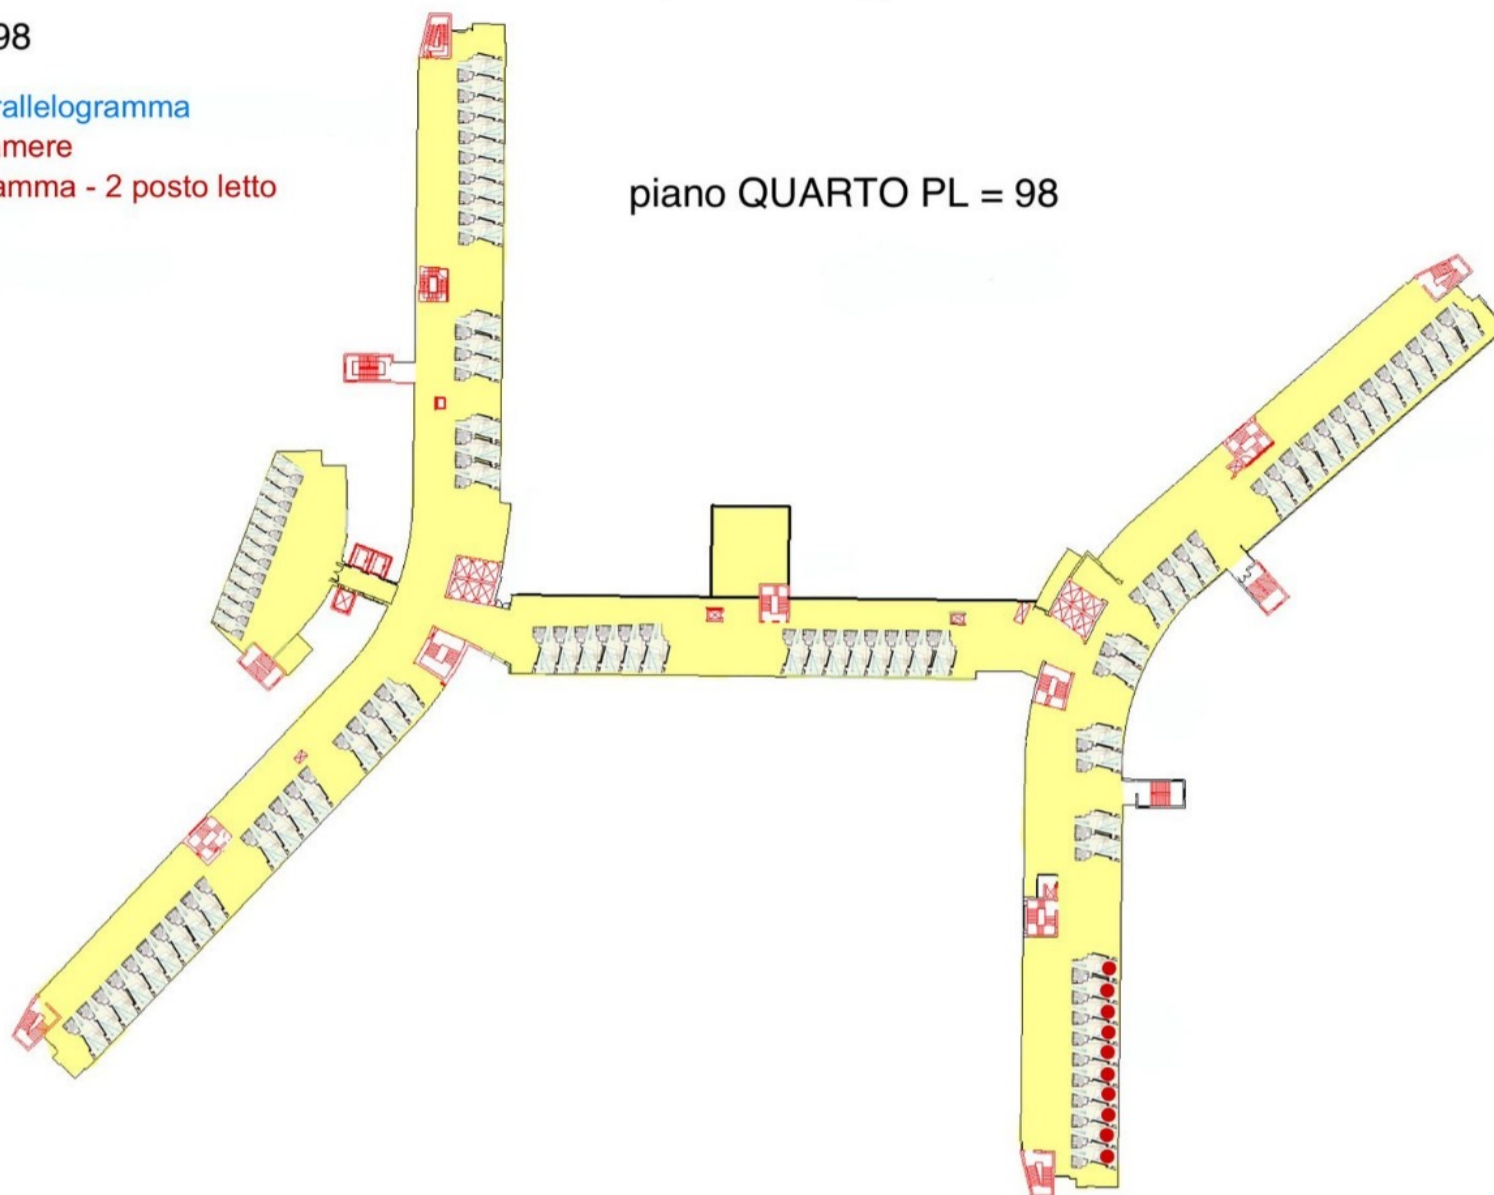 98
rallelogramma
mere
amma - 2 posto letto
piano QUARTO PL = 98